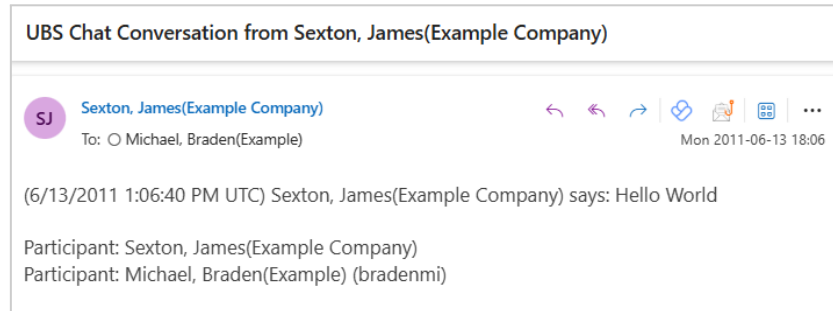 UBS Chat Conversation from Sexton, James(Example Company)
SJ
Sexton, James(Example Company)
To: Michael, Braden(Example)
Mon 2011-06-13 18:06
(6/13/2011 1:06:40 PM UTC) Sexton, James(Example Company) says: Hello World
Participant: Sexton, James(Example Company)
Participant: Michael, Braden(Example) (bradenmi)